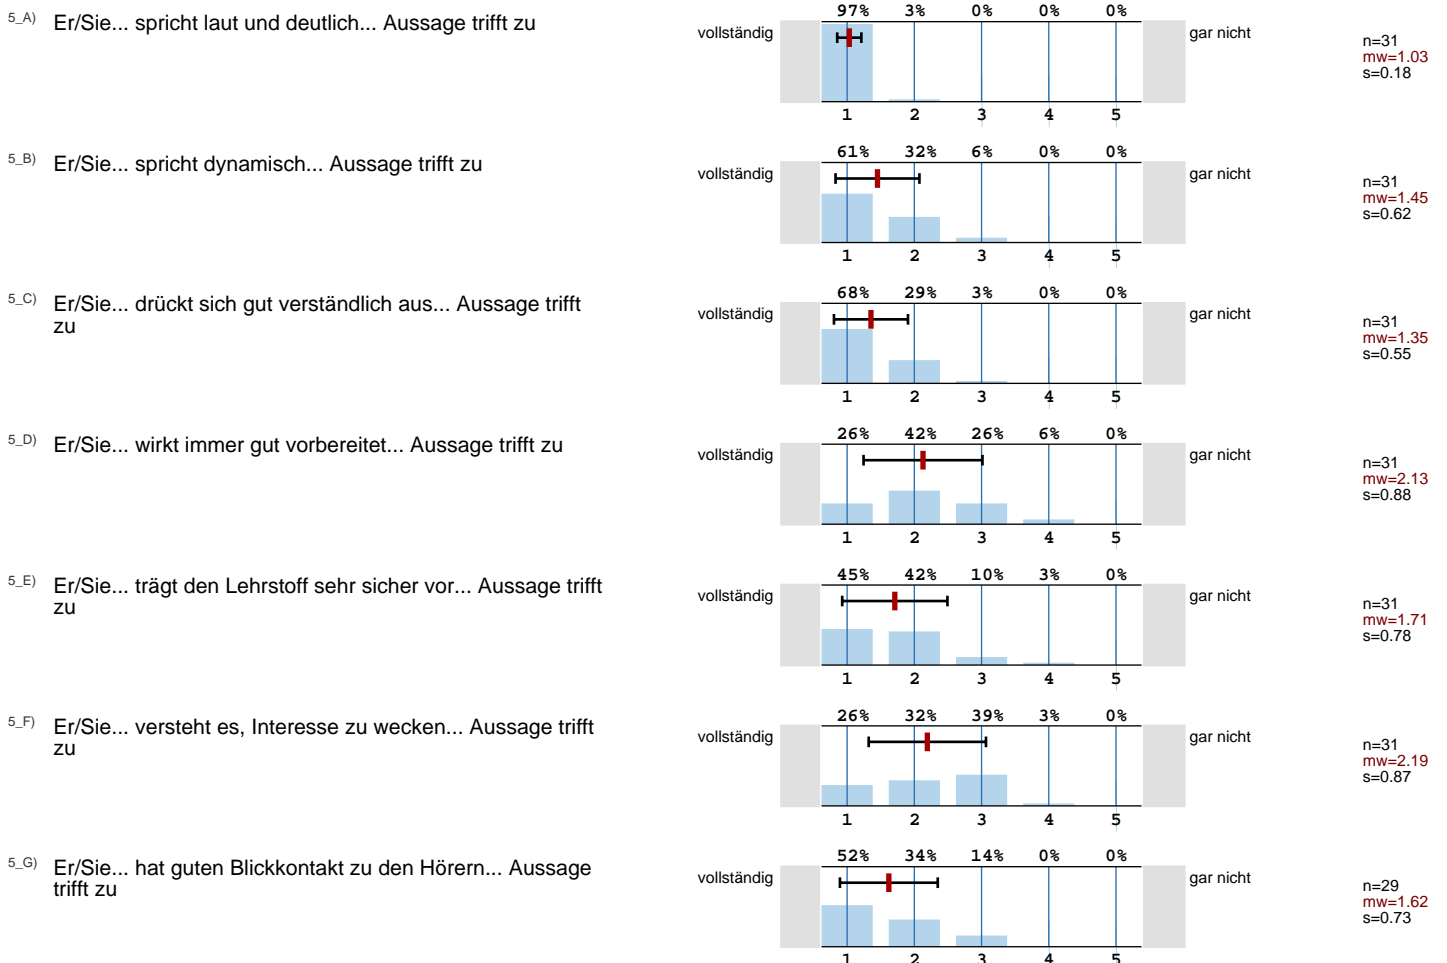 5_A) Er/Sie... spricht laut und deutlich... Aussage trifft zu
97% 3% 0% 0% 0%
vollständig gar nicht
n=31
mw=1.03
s=0.18
1 2 3 4 5
5_B) Er/Sie... spricht dynamisch... Aussage trifft zu
61% 32% 6% 0% 0%
vollständig gar nicht
n=31
mw=1.45
s=0.62
1 2 3 4 5
5_C) Er/Sie... drückt sich gut verständlich aus... Aussage trifft
zu
68% 29% 3% 0% 0%
vollständig gar nicht
n=31
mw=1.35
s=0.55
1 2 3 4 5
5_D) Er/Sie... wirkt immer gut vorbereitet... Aussage trifft zu
26% 42% 26% 6% 0%
vollständig gar nicht
n=31
mw=2.13
s=0.88
1 2 3 4 5
5_E) Er/Sie... trägt den Lehrstoff sehr sicher vor... Aussage trifft
zu
45% 42% 10% 3% 0%
vollständig gar nicht
n=31
mw=1.71
s=0.78
1 2 3 4 5
5_F) Er/Sie... versteht es, Interesse zu wecken... Aussage trifft
zu
26% 32% 39% 3% 0%
vollständig gar nicht
n=31
mw=2.19
s=0.87
1 2 3 4 5
5_G) Er/Sie... hat guten Blickkontakt zu den Hörern... Aussage
trifft zu
52% 34% 14% 0% 0%
vollständig gar nicht
n=29
mw=1.62
s=0.73
1 2 3 4 5